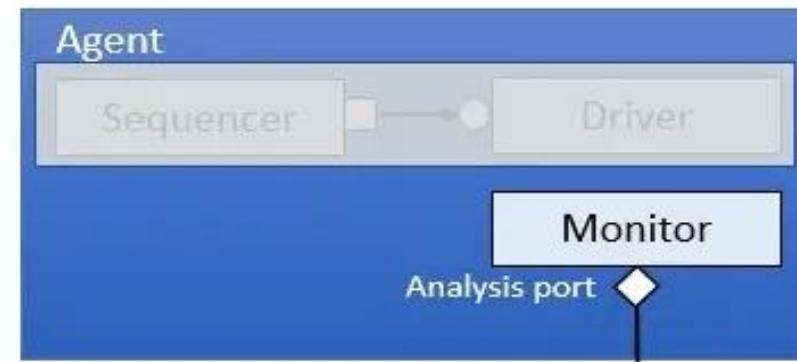 Agent
Sequencer
Driver
Monitor
Analysis port